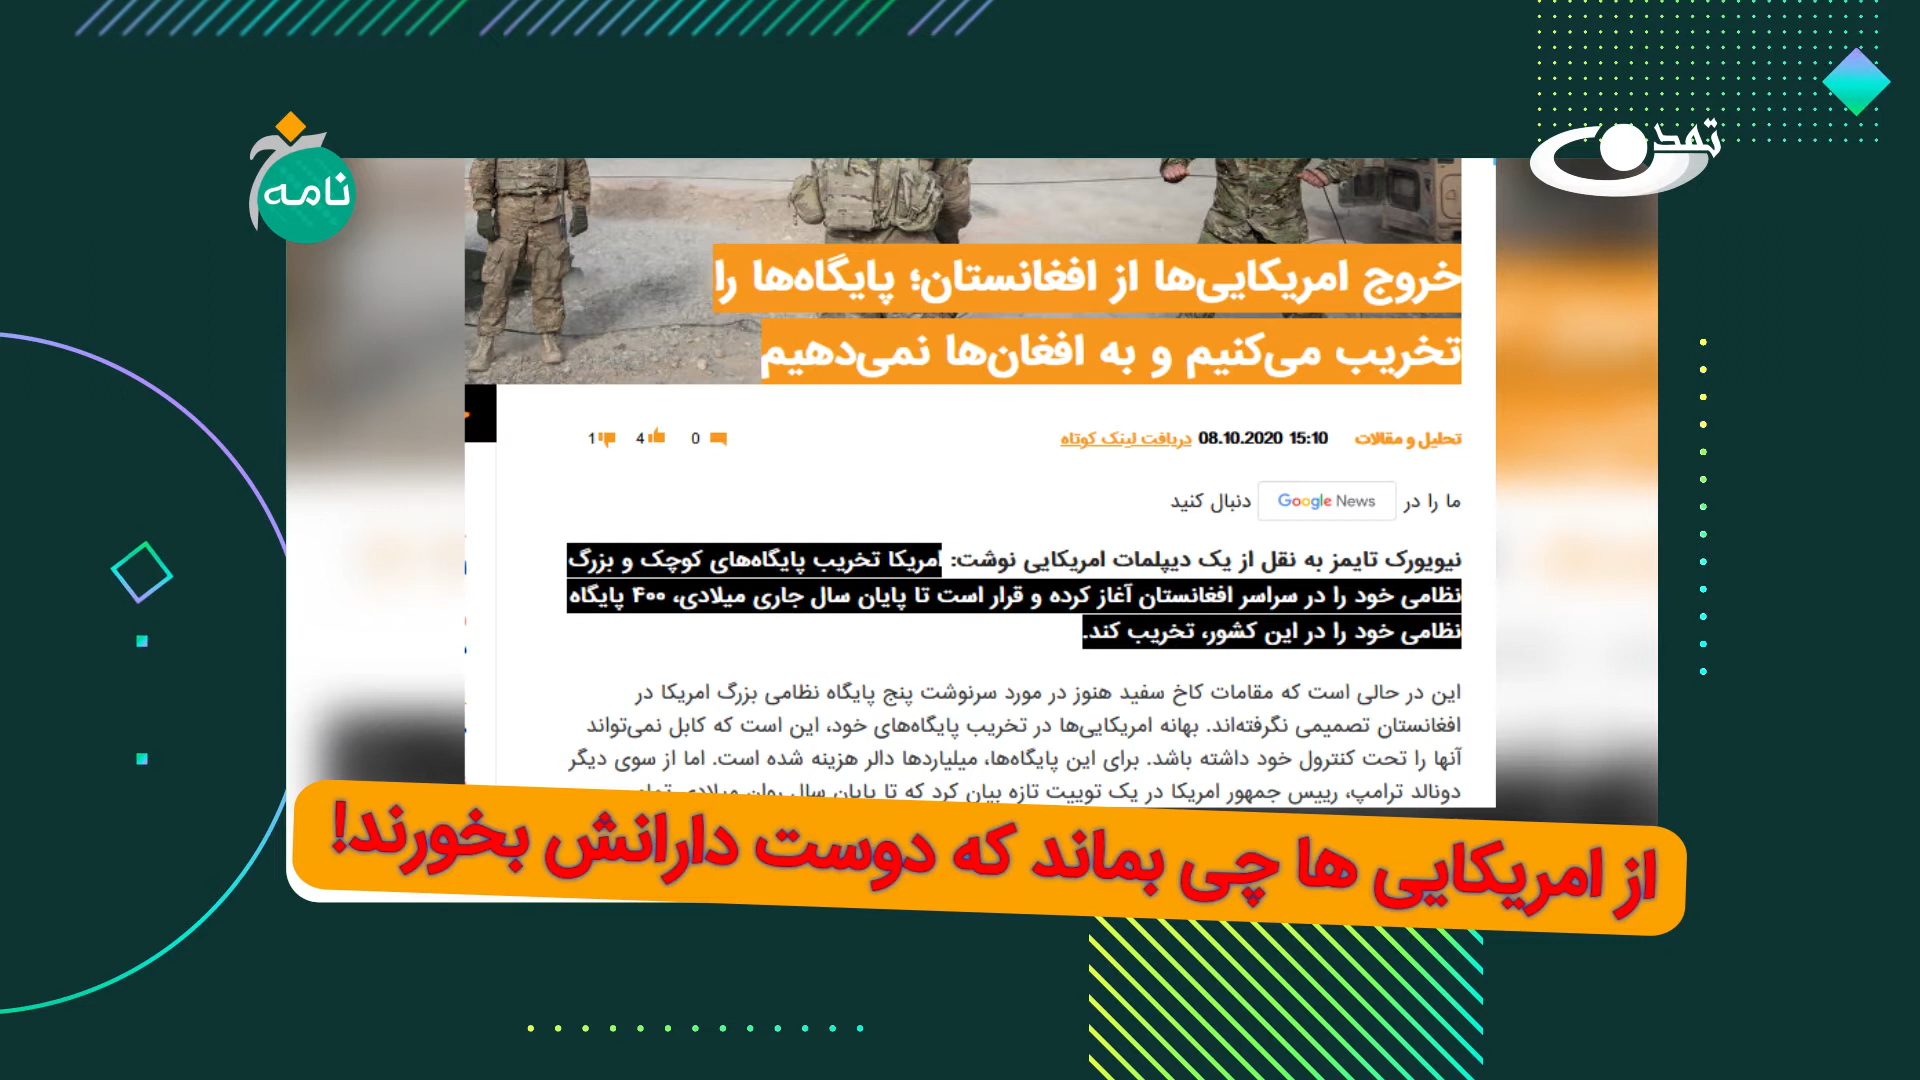 تمدن
نامه
خروج امریکایی‌ها از افغانستان؛ پایگاه‌ها را
تخریب می‌کنیم و به افغان‌ها نمی‌دهیم
تحلیل و مقالات 15:10 08.10.2020 دریافت لینک کوتاه 0 4 1
ما را در Google News دنبال کنید
نیویورک تایمز به نقل از یک دیپلمات امریکایی نوشت: امریکا تخریب پایگاه‌های کوچک و بزرگ
نظامی خود را در سراسر افغانستان آغاز کرده و قرار است تا پایان سال جاری میلادی، ۴۰۰ پایگاه
نظامی خود را در این کشور، تخریب کند.
این در حالی است که مقامات کاخ سفید هنوز در مورد سرنوشت پنج پایگاه نظامی بزرگ امریکا در
افغانستان تصمیمی نگرفته‌اند. بهانه امریکایی‌ها در تخریب پایگاه‌های خود، این است که کابل نمی‌تواند
آنها را تحت کنترول خود داشته باشد. برای این پایگاه‌ها، میلیاردها دالر هزینه شده است. اما از سوی دیگر
دونالد ترامپ، رییس جمهور امریکا در یک توییت تازه بیان کرد که تا پایان سال روان میلادی
از امریکایی ها چی بماند که دوست دارانش بخورند!